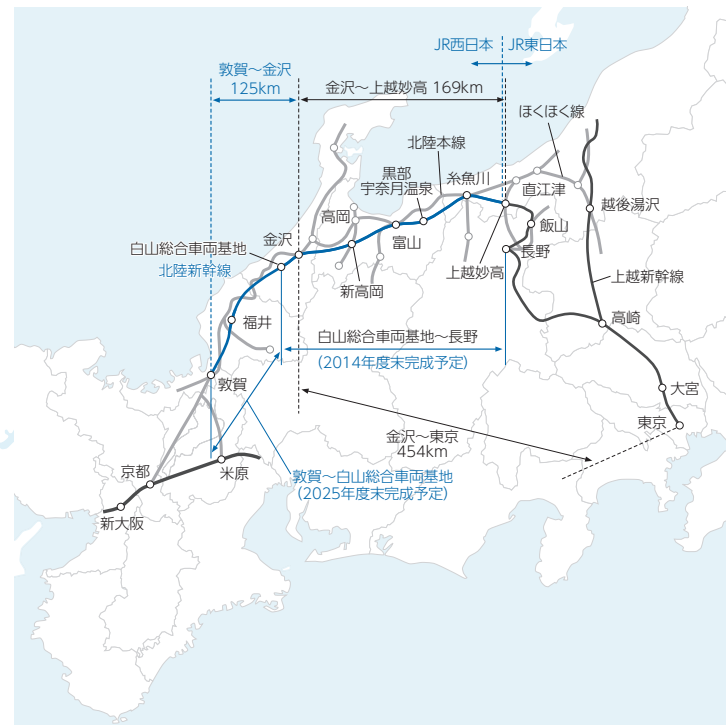 JR西日本
JR東日本
敦賀～金沢
125km
金沢～上越妙高 169km
ほくほく線
北陸本線
黒部
宇奈月温泉
糸魚川
直江津
越後湯沢
高岡
金沢
富山
飯山
白山総合車両基地
北陸新幹線
長野
上越妙高
新高岡
上越新幹線
福井
高崎
白山総合車両基地～長野
(2014年度末完成予定)
敦賀
大宮
金沢～東京
454km
東京
京都
米原
敦賀～白山総合車両基地
(2025年度末完成予定)
新大阪